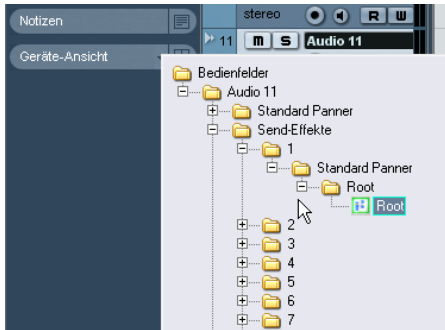 Notizen
stereo R W
11 m S Audio 11
Geräte-Ansicht
Bedienfelder
Audio 11
Standard Panner
Send-Effekte
1
Standard Panner
Root
Root
2
3
4
5
6
7